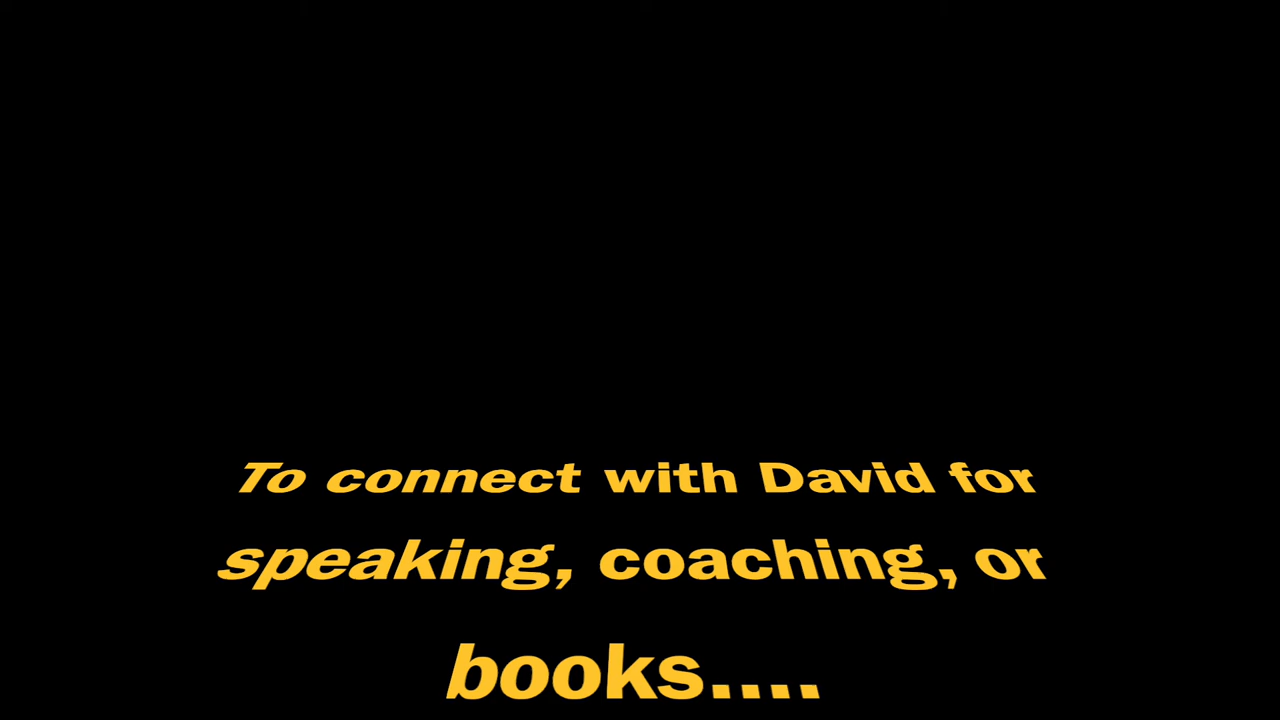 To connect with David for
speaking, coaching, or
books....